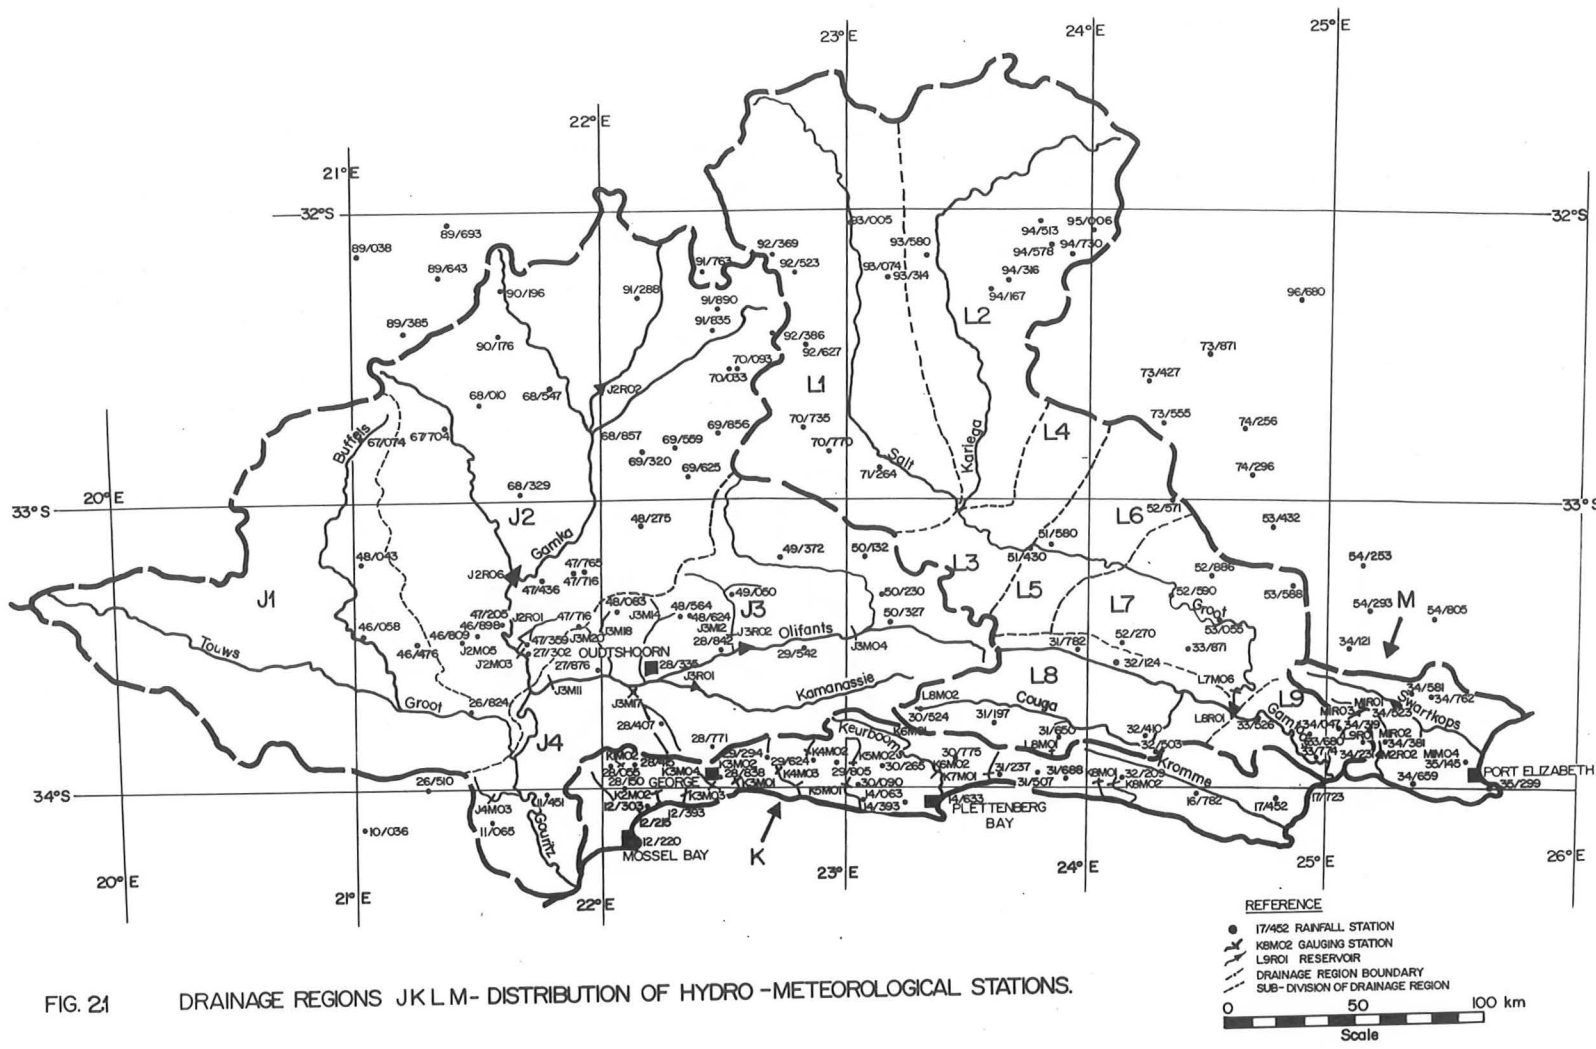 23°E
24°E
25°E
22°E
21°E
32°S
32°S
89/693
89/038
89/643
90/196
91/288
91/763
92/369
92/523
91/890
91/835
93/005
93/580
93/074
93/314
94/513
95/006
94/578
94/730
94/316
94/167
96/680
L2
89/385
90/176
92/386
92/627
70/093
70/033
73/871
73/427
L1
68/010
68/547
J2R02
Buffels
67/074
67/704
68/857
69/559
69/856
69/320
69/625
70/735
70/770
71/264
Salt
Kariega
L4
73/555
74/256
74/296
20°E
33°S
33°S
68/329
J2
48/275
Gamka
49/372
50/132
L3
51/430
51/580
L6
52/571
53/432
J1
48/043
J2R06
47/436
47/765
47/716
50/230
50/327
L5
L7
52/886
52/590
53/588
54/253
54/293
54/805
M
Groot
53/055
46/058
46/476
46/809
46/898
47/205
J2R01
J2M05
J2M03
47/359
27/302
47/716
J3M20
48/083
J3M18
J3M14
48/564
48/624
49/050
J3
J3M12
J3R02
28/842
Olifants
29/542
J3M04
OUDTSHOORN
27/876
28/335
J3M11
J3R01
J3M17
Kamanassie
28/407
31/782
52/270
32/124
33/871
34/121
Touws
Groot
26/824
J4
L8
L8M02
30/524
Couga
31/197
31/650
L8M01
32/410
32/503
L7M06
L8R01
33/526
L9
M1R01
M1R03
34/581
34/762
34/523
Swartkops
34/047
34/319
M1R02
33/680
L9R01
34/381
M1M04
35/145
M2R02
34/659
PORT ELIZABETH
35/299
28/771
29/294
K3M02
K3M04
28/838
K3M01
K3M03
29/624
K4M02
K4M03
29/805
K5M02
K5M01
Keurbooms
30/265
30/090
K6M02
30/775
K7M01
31/237
31/507
31/688
K8M01
32/209
K8M02
Kromme
GEORGE
K1M02
28/055
28/150
K2M02
12/303
12/393
12/215
12/220
MOSSEL BAY
14/063
14/393
14/633
PLETTENBERG
BAY
16/782
17/452
17/723
34°S
26/510
J4M03
11/451
11/065
Gouritz
10/036
K
20°E
21°E
22°E
23°E
24°E
25°E
26°E
REFERENCE
17/452 RAINFALL STATION
K8M02 GAUGING STATION
L9R01 RESERVOIR
DRAINAGE REGION BOUNDARY
SUB-DIVISION OF DRAINAGE REGION
0 50 100 km
Scale
FIG. 2.1 DRAINAGE REGIONS JKLM-DISTRIBUTION OF HYDRO-METEOROLOGICAL STATIONS.